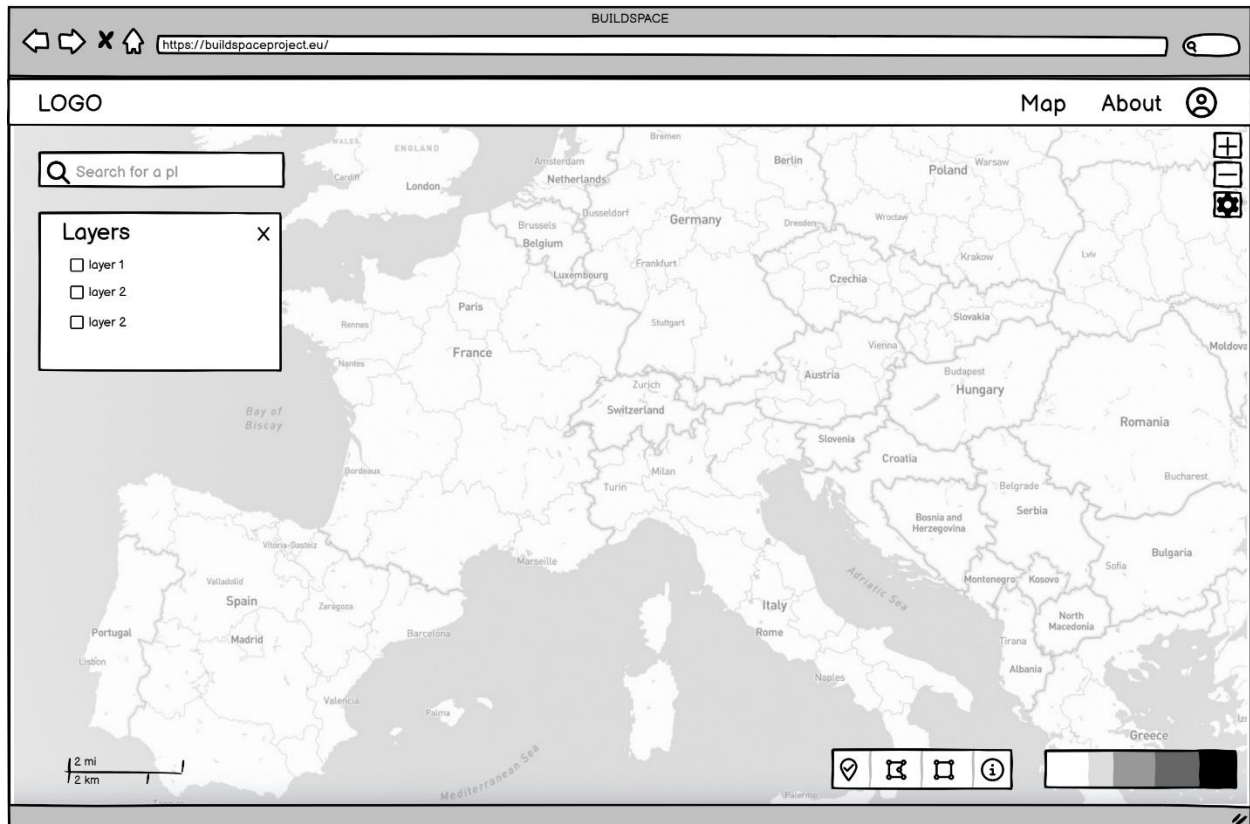 BUILDSPACE
https://buildspaceproject.eu/
LOGO
Map
About
Search for a pl
Layers
X
layer 1
layer 2
layer 2
WALES
ENGLAND
Cardiff
London
Bremen
Amsterdam
Netherlands
Berlin
Poland
Warsaw
Brussels
Belgium
Dusseldorf
Germany
Dresden
Wroclaw
Luxembourg
Frankfurt
Czechia
Krakow
Lviv
Paris
Rennes
Stuttgart
Slovakia
Nantes
France
Vienna
Moldova
Zurich
Austria
Budapest
Hungary
Switzerland
Bay of
Biscay
Romania
Slovenia
Croatia
Bordeaux
Milan
Turin
Belgrade
Bucharest
Serbia
Bosnia and
Herzegovina
Vitoria-Gasteiz
Marseille
Bulgaria
Sofia
Valladolid
Adriatic Sea
Montenegro
Kosovo
Spain
Zaragoza
Italy
Rome
North
Macedonia
Portugal
Madrid
Barcelona
Tirana
Lisbon
Albania
Naples
Valencia
Palma
Greece
2 mi
2 km
Mediterranean Sea
Palermo